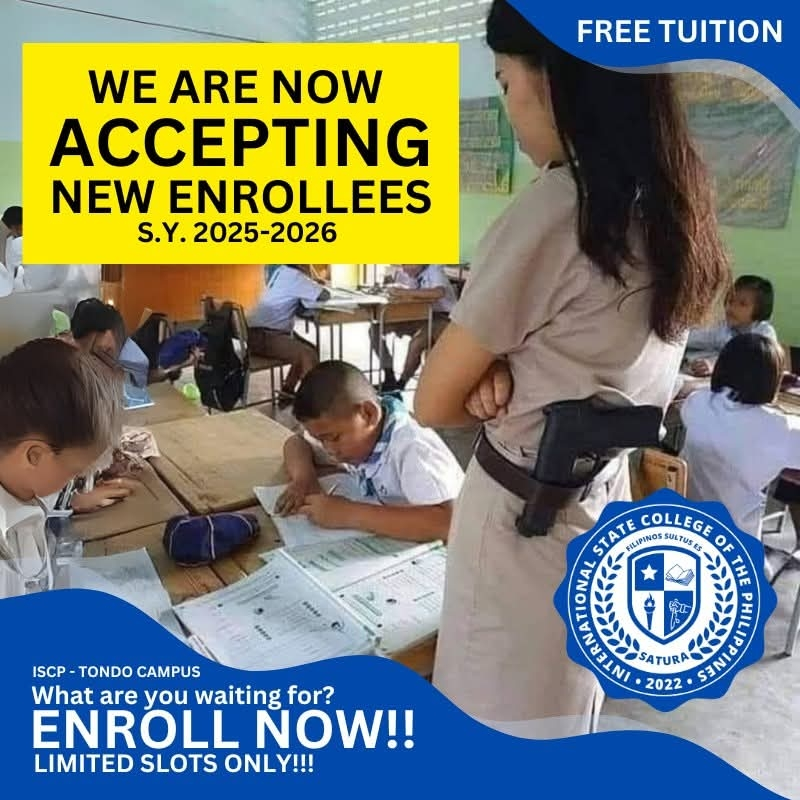 FREE TUITION
WE ARE NOW
ACCEPTING
NEW ENROLLEES
S.Y. 2025-2026
INTERNATIONAL STATE COLLEGE OF THE PHILIPPINES
FILIPINOS SULTUS ES
SATURA
• 2022 •
ISCP - TONDO CAMPUS
What are you waiting for?
ENROLL NOW!!
LIMITED SLOTS ONLY!!!